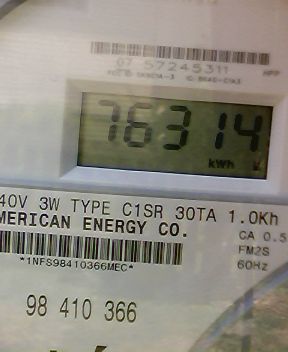 07 57245311
76314
kWh
40V 3W TYPE C1SR 30TA 1.0Kh
MERICAN ENERGY CO.
CA 0.5
FM2S
*1NFS98410366MEC*
60Hz
98 410 366